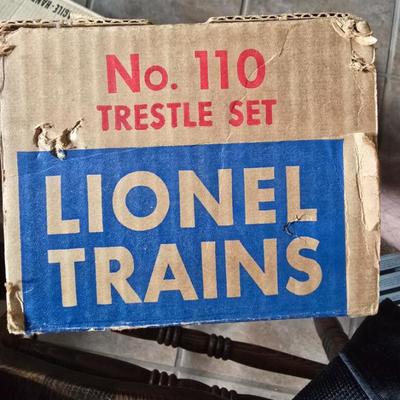 No. 110
TRESTLE SET
LIONEL
TRAINS